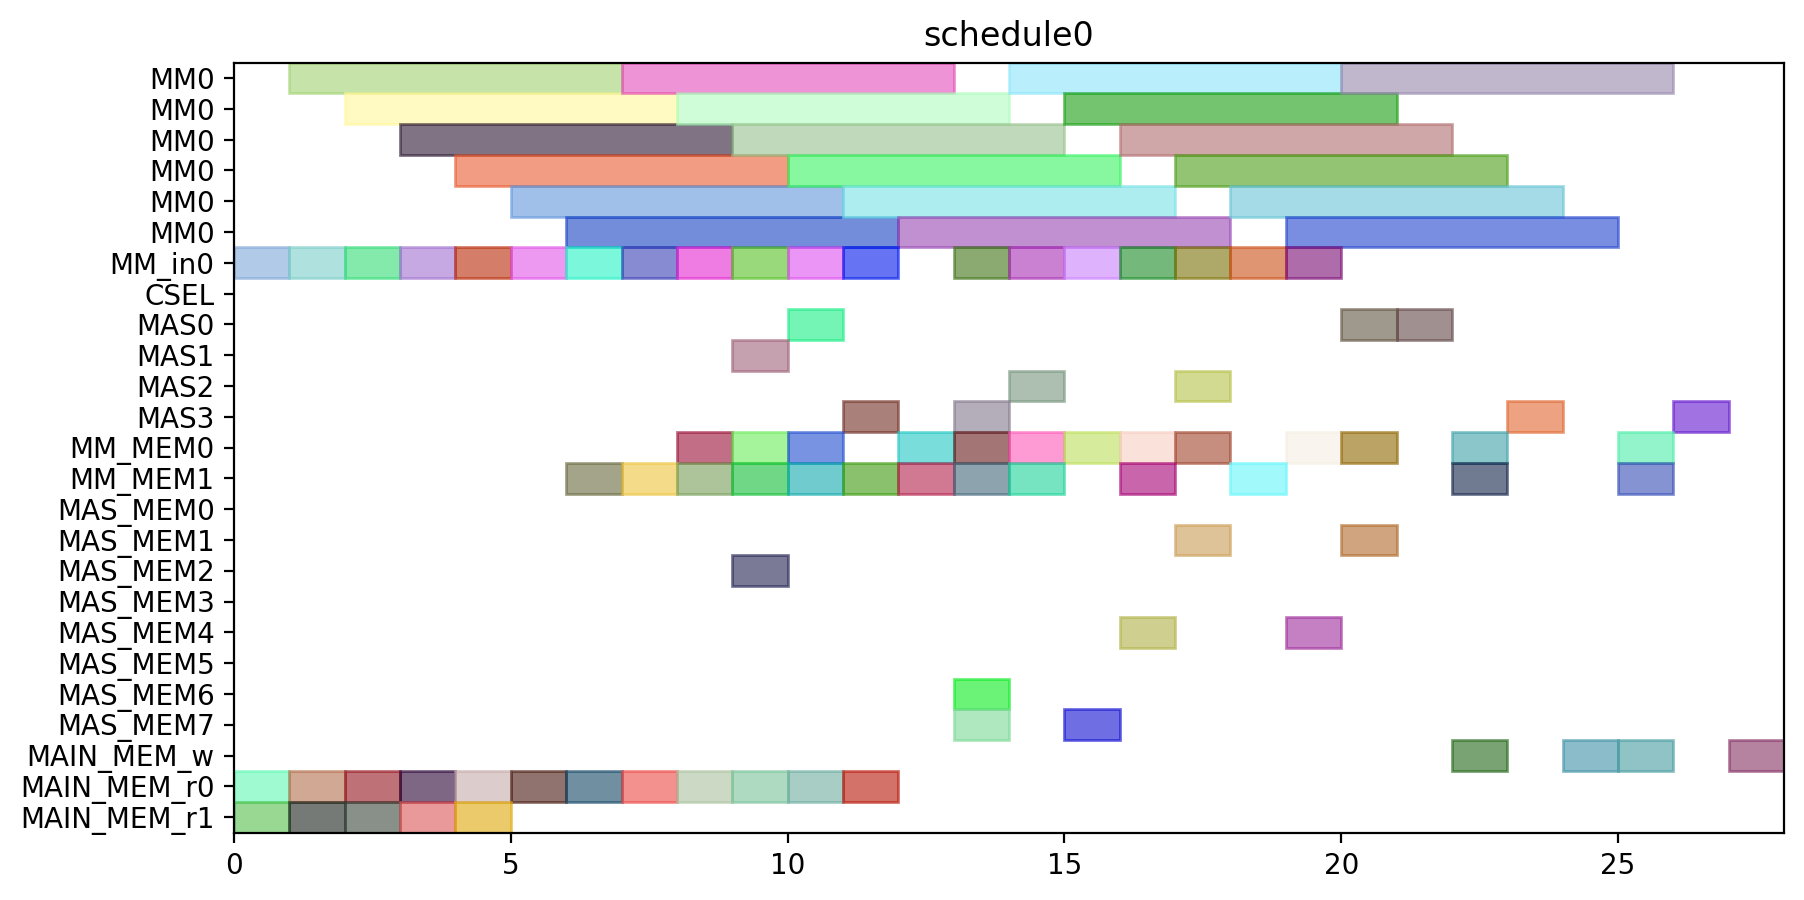 schedule0
MM0
MM0
MM0
MM0
MM0
MM0
MM_in0
CSEL
MAS0
MAS1
MAS2
MAS3
MM_MEM0
MM_MEM1
MAS_MEM0
MAS_MEM1
MAS_MEM2
MAS_MEM3
MAS_MEM4
MAS_MEM5
MAS_MEM6
MAS_MEM7
MAIN_MEM_w
MAIN_MEM_r0
MAIN_MEM_r1
0 5 10 15 20 25